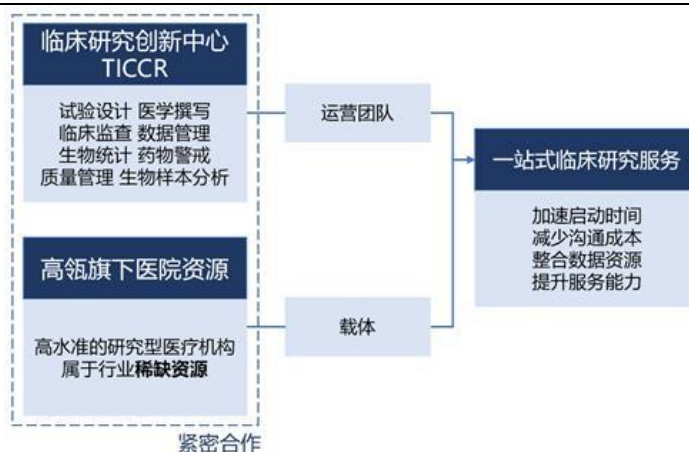 临床研究创新中心
TICCR
试验设计 医学撰写
临床监查 数据管理
生物统计 药物警戒
质量管理 生物样本分析
运营团队
高瓴旗下医院资源
高水准的研究型医疗机构
属于行业稀缺资源
载体
紧密合作
一站式临床研究服务
加速启动时间
减少沟通成本
整合数据资源
提升服务能力